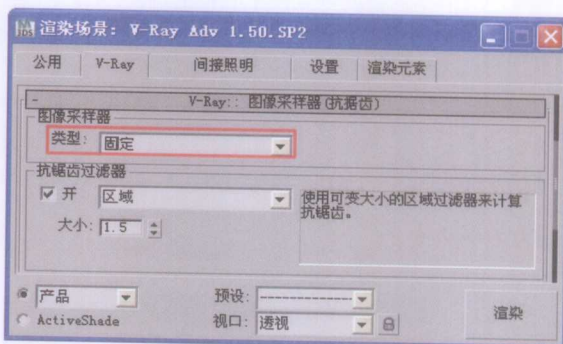 渲染场景: V-Ray Adv 1.50.SP2
公用 V-Ray 间接照明 设置 渲染元素
- V-Ray:: 图像采样器(抗锯齿)
图像采样器
类型: 固定
抗锯齿过滤器
开 区域 使用可变大小的区域过滤器来计算
抗锯齿。
大小: 1.5
产品 预设: --------------- 渲染
ActiveShade 视口: 透视